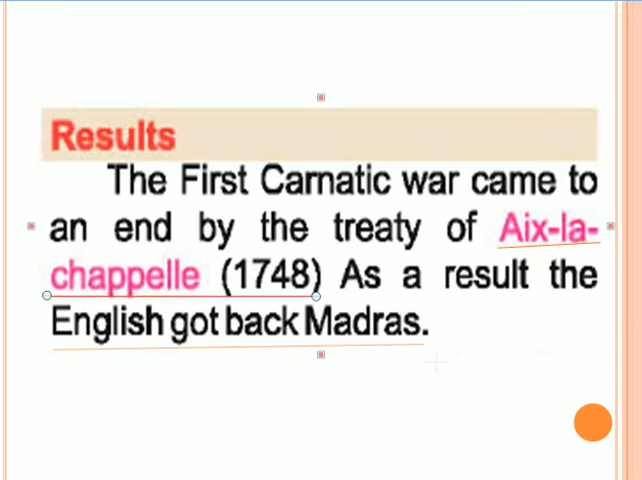 Results
The First Carnatic war came to
an end by the treaty of Aix-la-
chappelle (1748) As a result the
English got back Madras.